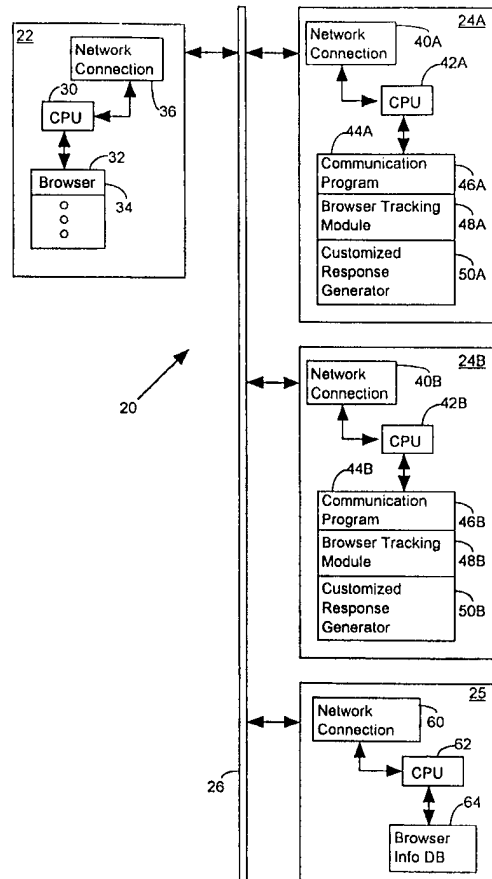 22
Network
Connection
30
36
CPU
32
Browser
34
20
26
24A
Network
Connection
40A
42A
CPU
44A
Communication
Program
46A
Browser Tracking
Module
48A
Customized
Response
Generator
50A
24B
Network
Connection
40B
42B
CPU
44B
Communication
Program
46B
Browser Tracking
Module
48B
Customized
Response
Generator
50B
25
Network
Connection
60
62
CPU
64
Browser
Info DB